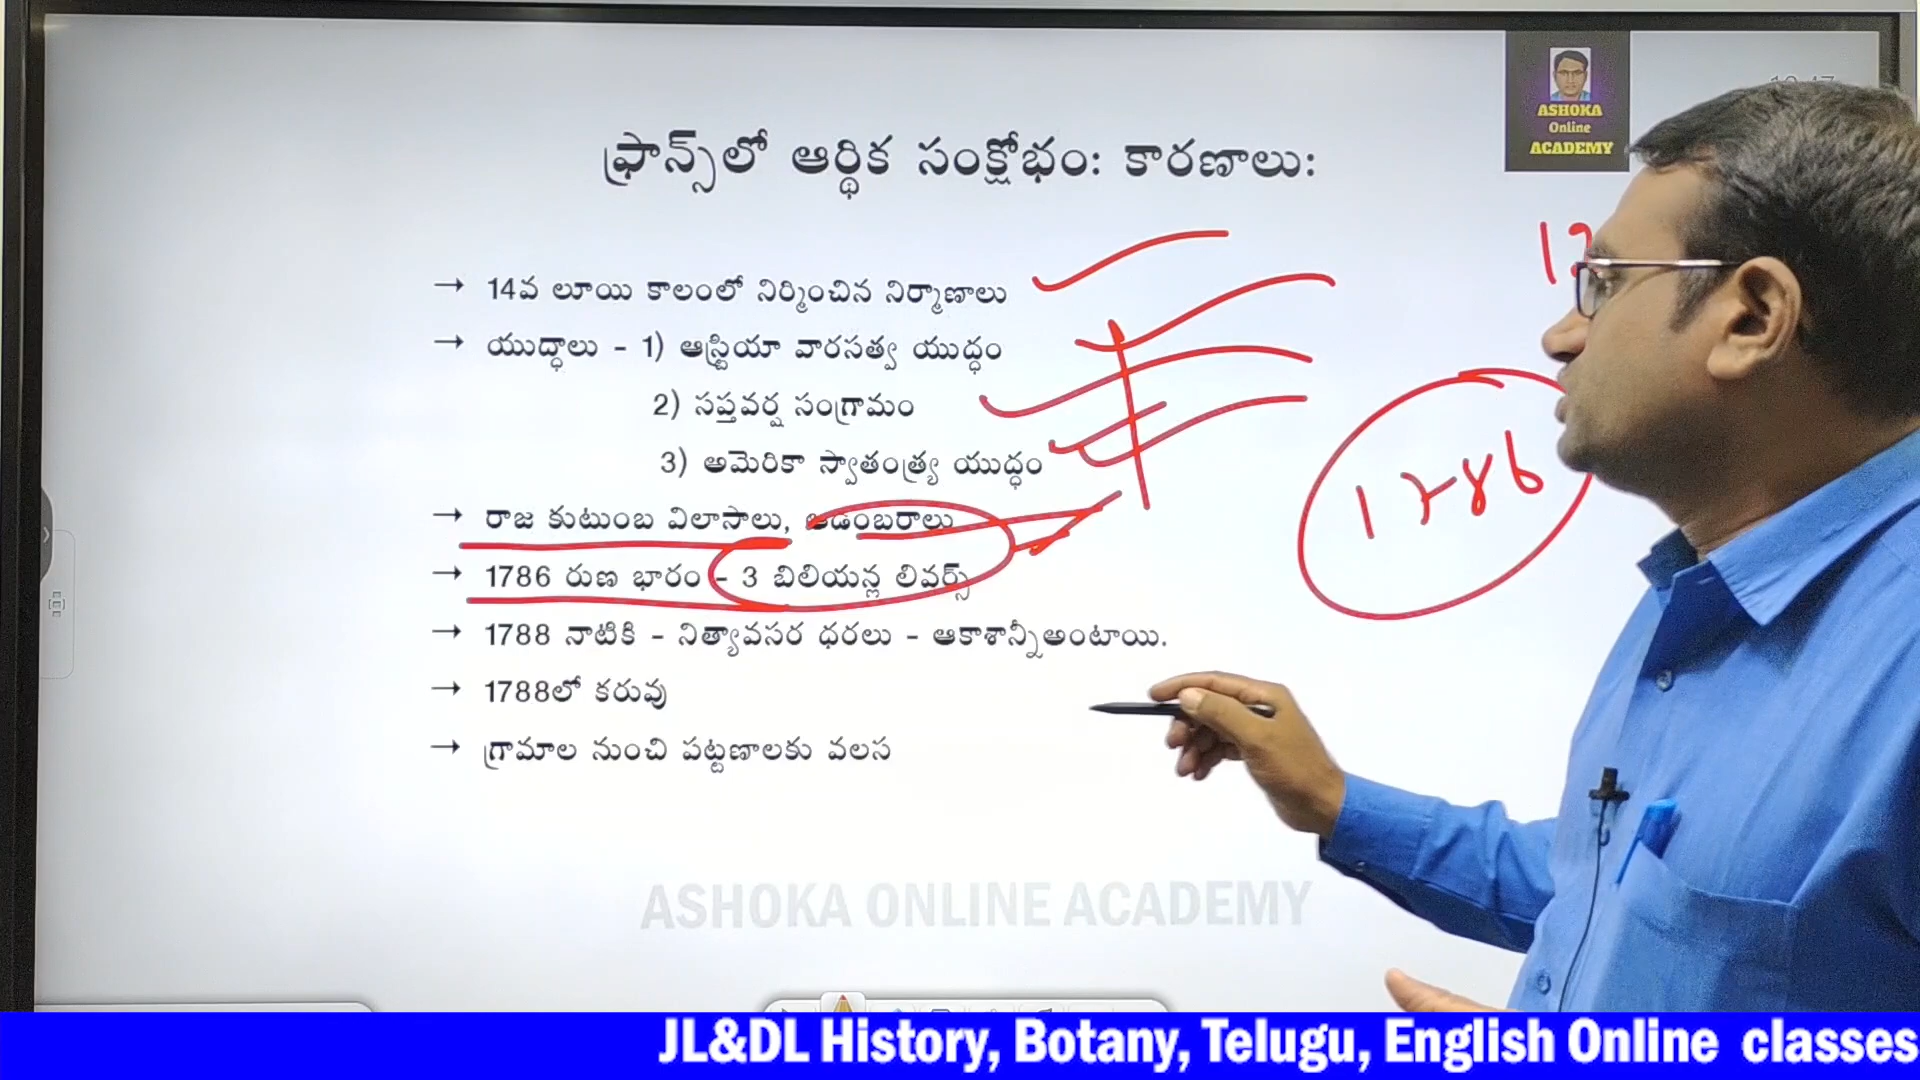 ASHOKA
Online
ACADEMY
ఫ్రాన్స్‌లో ఆర్థిక సంక్షోభం: కారణాలు:
→ 14వ లూయి కాలంలో నిర్మించిన నిర్మాణాలు
→ యుద్ధాలు - 1) ఆస్ట్రియా వారసత్వ యుద్ధం
2) సప్తవర్ష సంగ్రామం
3) అమెరికా స్వాతంత్ర్య యుద్ధం
→ రాజ కుటుంబ విలాసాలు, ఆడంబరాలు
→ 1786 రుణ భారం - 3 బిలియన్ల లివర్స్
→ 1788 నాటికి - నిత్యావసర ధరలు - ఆకాశాన్నీఅంటాయి.
→ 1788లో కరువు
→ గ్రామాల నుంచి పట్టణాలకు వలస
1786
ASHOKA ONLINE ACADEMY
JL&DL History, Botany, Telugu, English Online classes